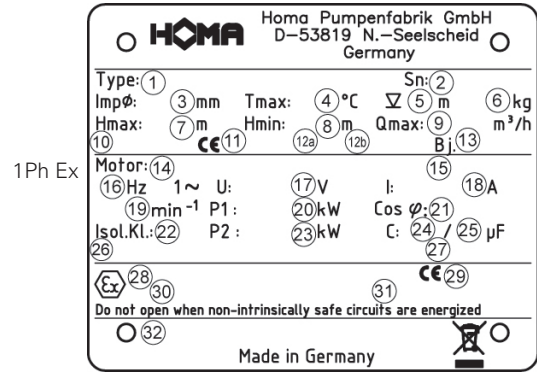 HOMA Homa Pumpenfabrik GmbH
D-53819 N.-Seelscheid
Germany
Type: 1 Sn: 2
ImpØ: 3 mm Tmax: 4 °C ∇ 5 m 6 kg
Hmax: 7 m Hmin: 8 m Qmax: 9 m³/h
10 CE 11 12a 12b Bj. 13
1Ph Ex
Motor: 14 15
16 Hz 1~ U: 17 V I: 18 A
19 min⁻¹ P1: 20 kW Cos φ: 21
Isol.Kl.: 22 P2: 23 kW C: 24 / 25 µF
26 27
Ex 28 CE 29
30 31
Do not open when non-intrinsically safe circuits are energized
32
Made in Germany